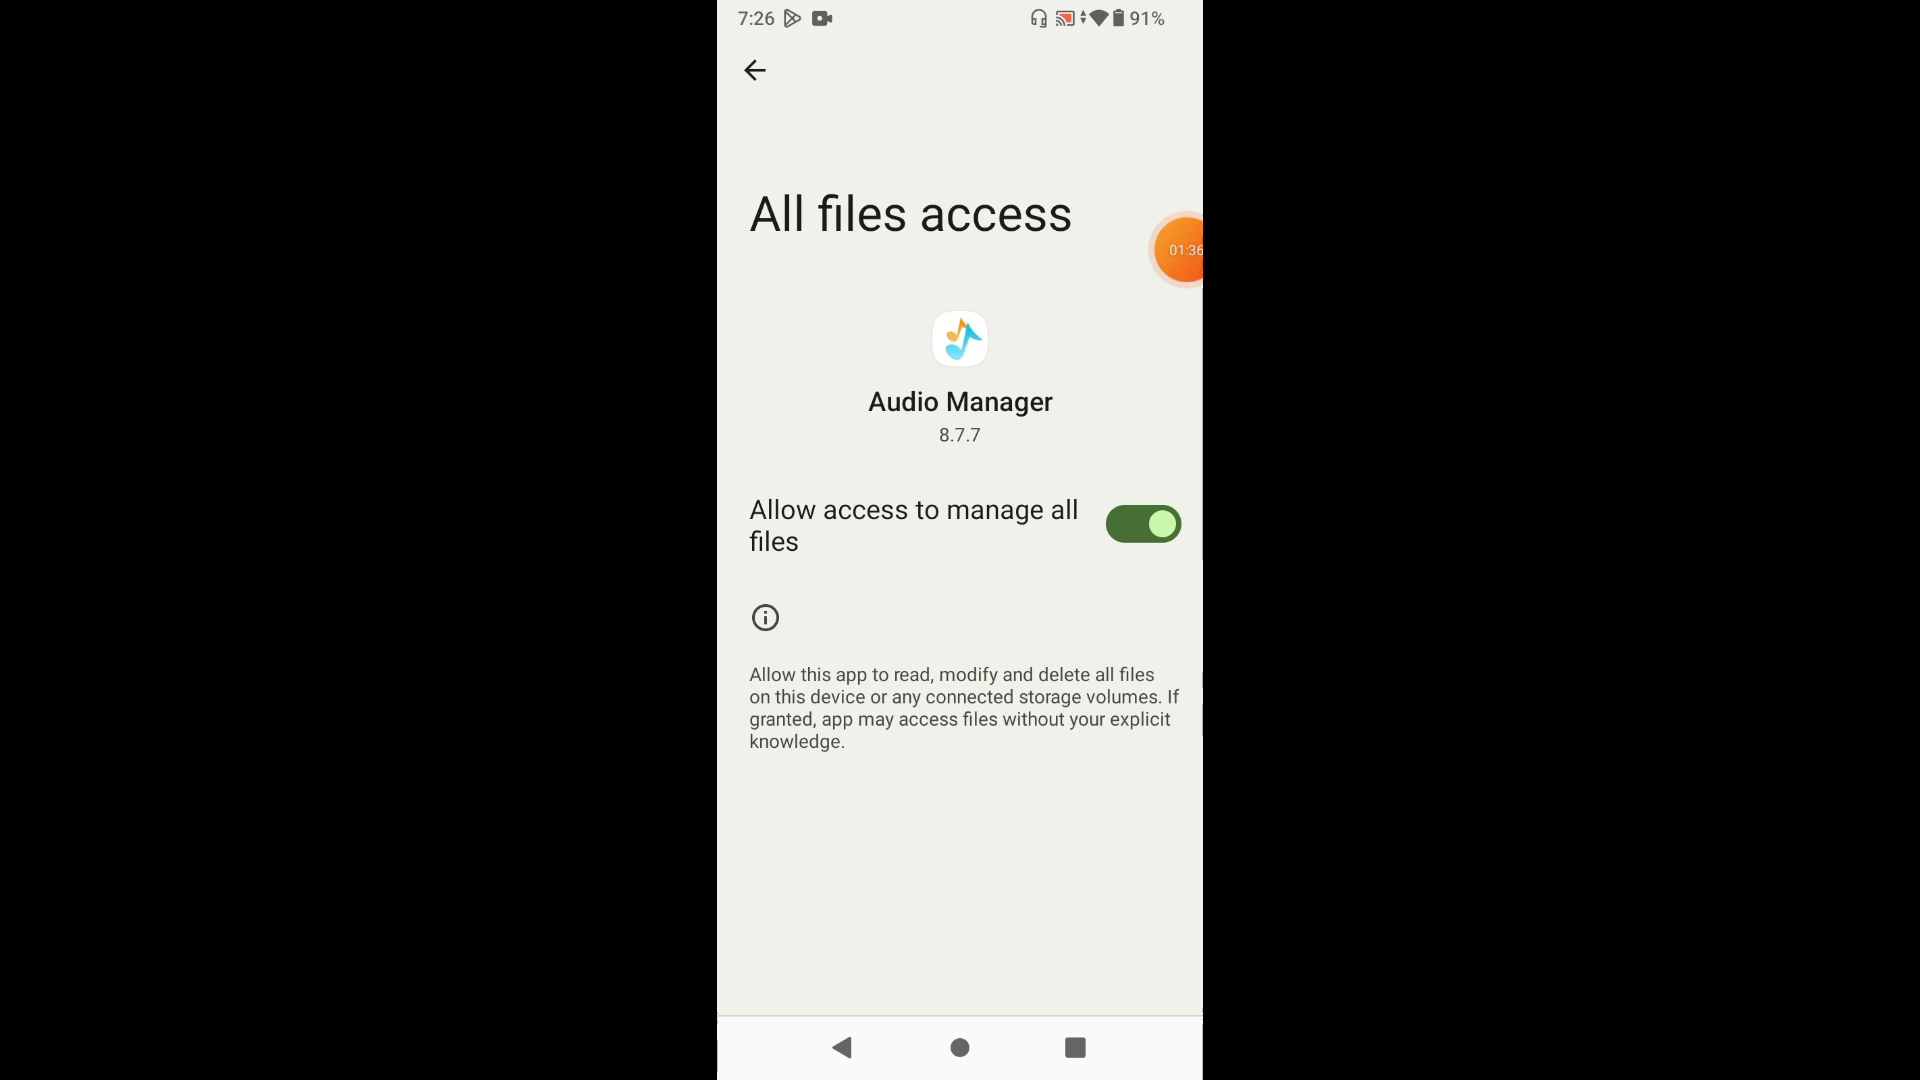 7:26 91%
All files access
01:36
Audio Manager
8.7.7
Allow access to manage all
files
Allow this app to read, modify and delete all files
on this device or any connected storage volumes. If
granted, app may access files without your explicit
knowledge.